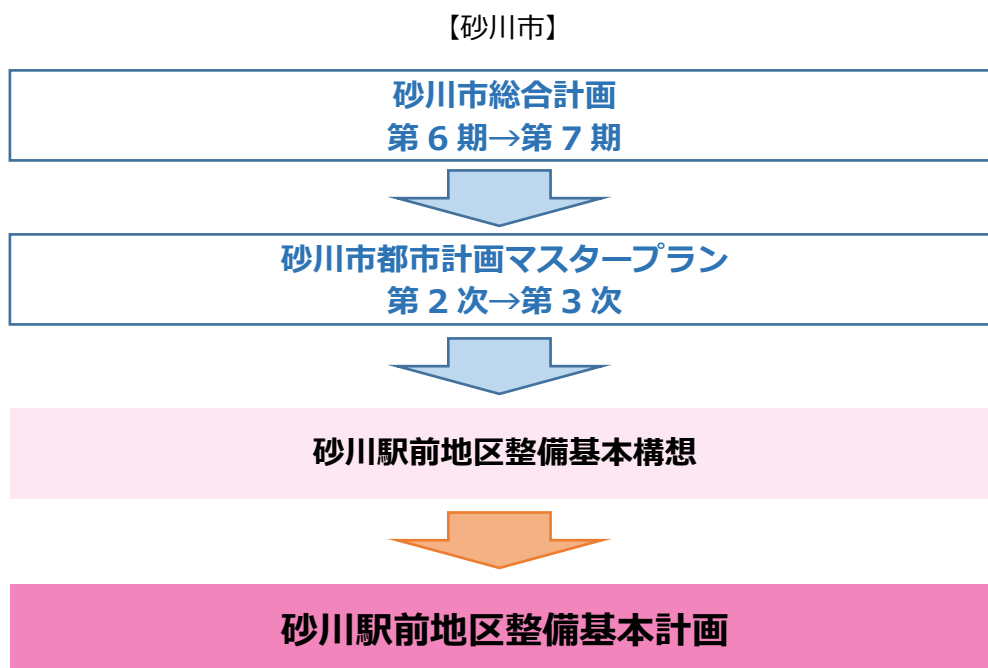 【砂川市】
砂川市総合計画
第6期→第7期
砂川市都市計画マスタープラン
第2次→第3次
砂川駅前地区整備基本構想
砂川駅前地区整備基本計画